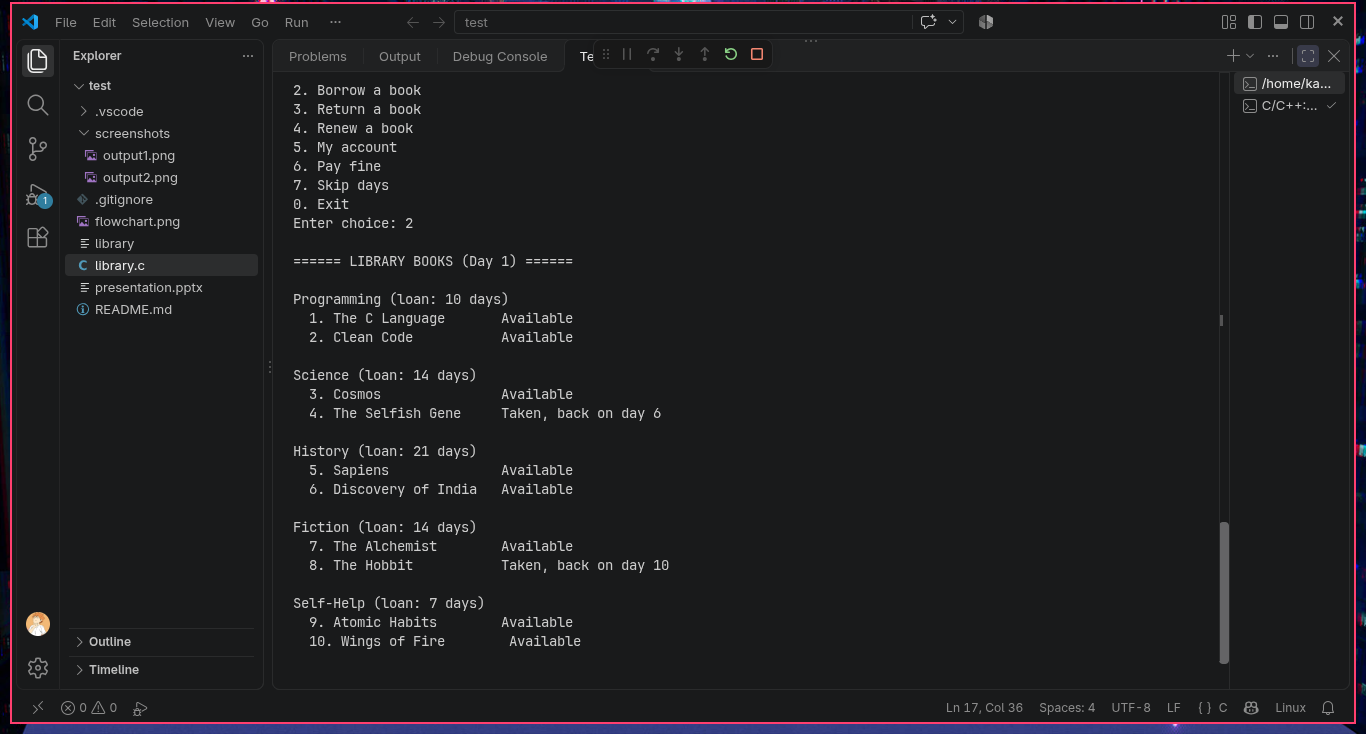 File Edit Selection View Go Run ···
test
Explorer
Problems Output Debug Console Te
test
.vscode
screenshots
output1.png
output2.png
.gitignore
flowchart.png
library
C library.c
presentation.pptx
README.md
1
Outline
Timeline
2. Borrow a book
3. Return a book
4. Renew a book
5. My account
6. Pay fine
7. Skip days
0. Exit
Enter choice: 2
====== LIBRARY BOOKS (Day 1) ======
Programming (loan: 10 days)
1. The C Language Available
2. Clean Code Available
Science (loan: 14 days)
3. Cosmos Available
4. The Selfish Gene Taken, back on day 6
History (loan: 21 days)
5. Sapiens Available
6. Discovery of India Available
Fiction (loan: 14 days)
7. The Alchemist Available
8. The Hobbit Taken, back on day 10
Self-Help (loan: 7 days)
9. Atomic Habits Available
10. Wings of Fire Available
/home/ka...
C/C++:...
0 0
Ln 17, Col 36 Spaces: 4 UTF-8 LF { } C Linux